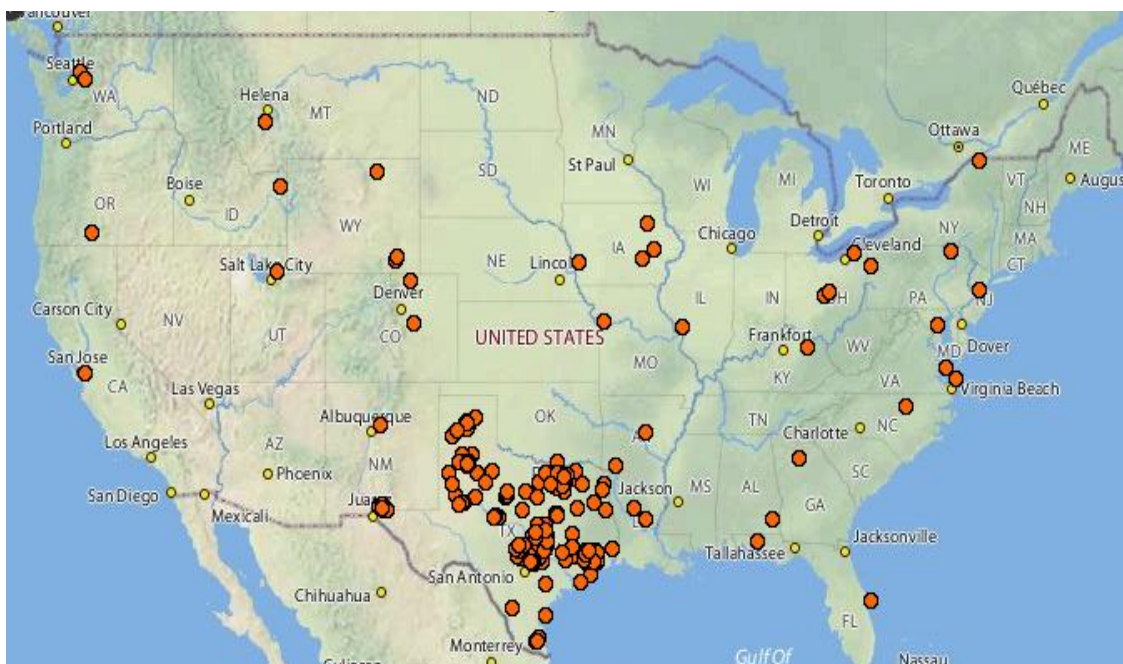 Vancouver
Seattle
WA
Helena
MT
ND
MN
Québec
Portland
St Paul
Ottawa
ME
OR
Boise
ID
SD
WI
MI
Toronto
VT
Augus
NH
WY
IA
Chicago
Detroit
NY
MA
CT
Salt Lake City
NE
Lincol
Cleveland
Denver
IL
IN
OH
PA
NJ
Carson City
NV
UT
CO
UNITED STATES
MO
Frankfort
WV
MD
Dover
San Jose
CA
Las Vegas
KY
VA
Virginia Beach
Albuquerque
OK
TN
Charlotte
NC
Los Angeles
AZ
NM
Phoenix
San Diego
Mexicali
Juarez
Jackson
MS
AL
GA
SC
TX
Tallahassee
Jacksonville
San Antonio
Chihuahua
FL
Monterrey
Gulf Of
Nassau